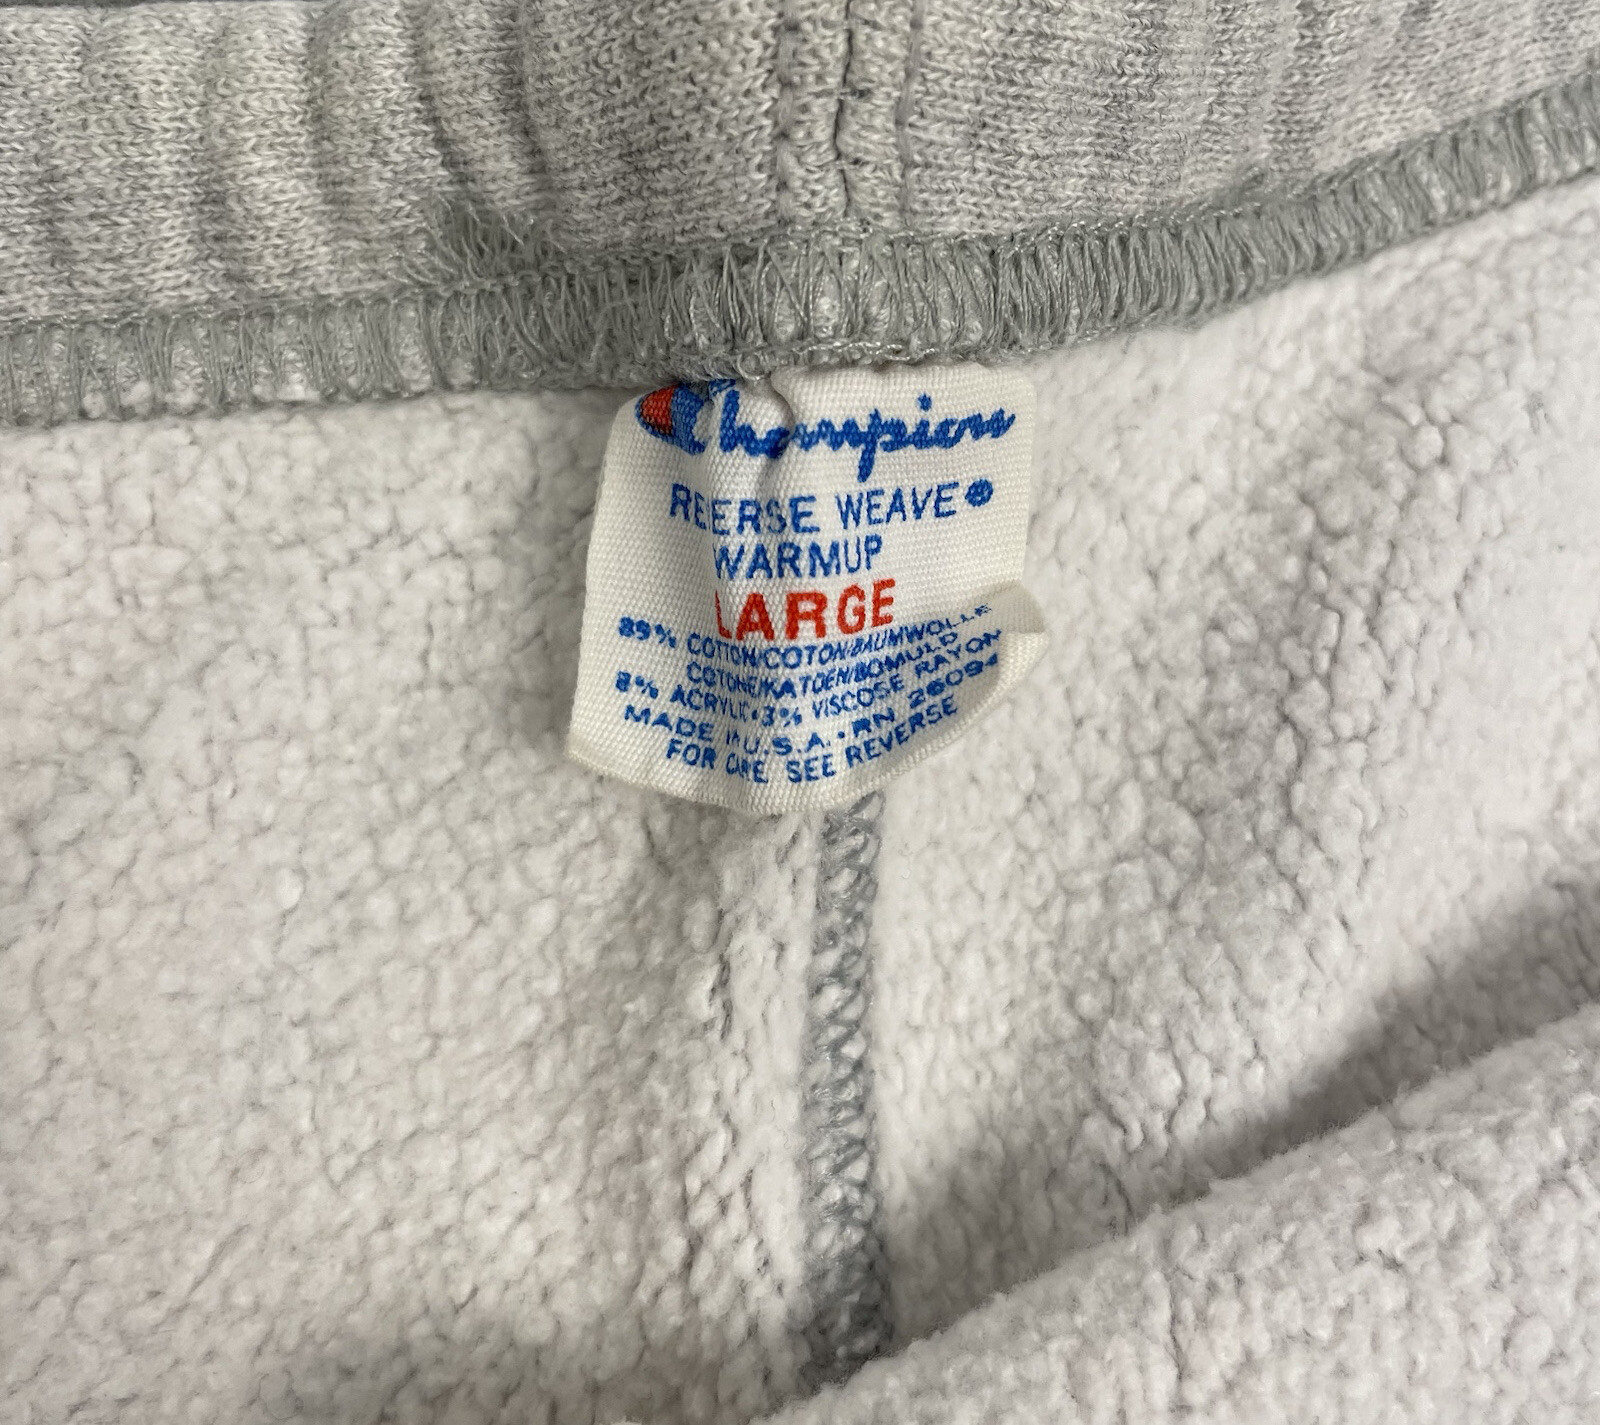 Champion
REVERSE WEAVE®
WARMUP
LARGE
89% COTTON/COTON/BAUMWOLLE
COTONE/KATOEN/BOMULD
8% ACRYLIC•3% VISCOSE RAYON
MADE IN U.S.A.•RN 26094
FOR CARE SEE REVERSE